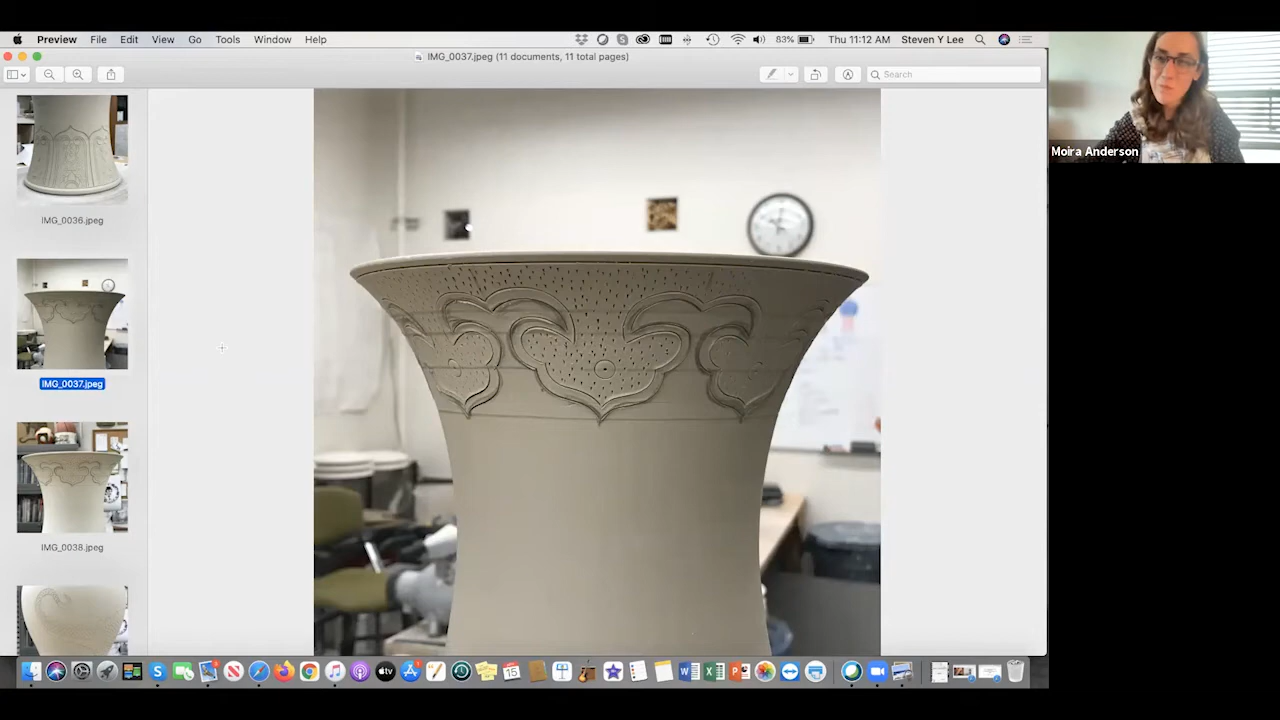 Preview File Edit View Go Tools Window Help 83% Thu 11:12 AM Steven Y Lee
IMG_0037.jpeg (11 documents, 11 total pages)
Search
IMG_0036.jpeg
IMG_0037.jpeg
IMG_0038.jpeg
Moira Anderson